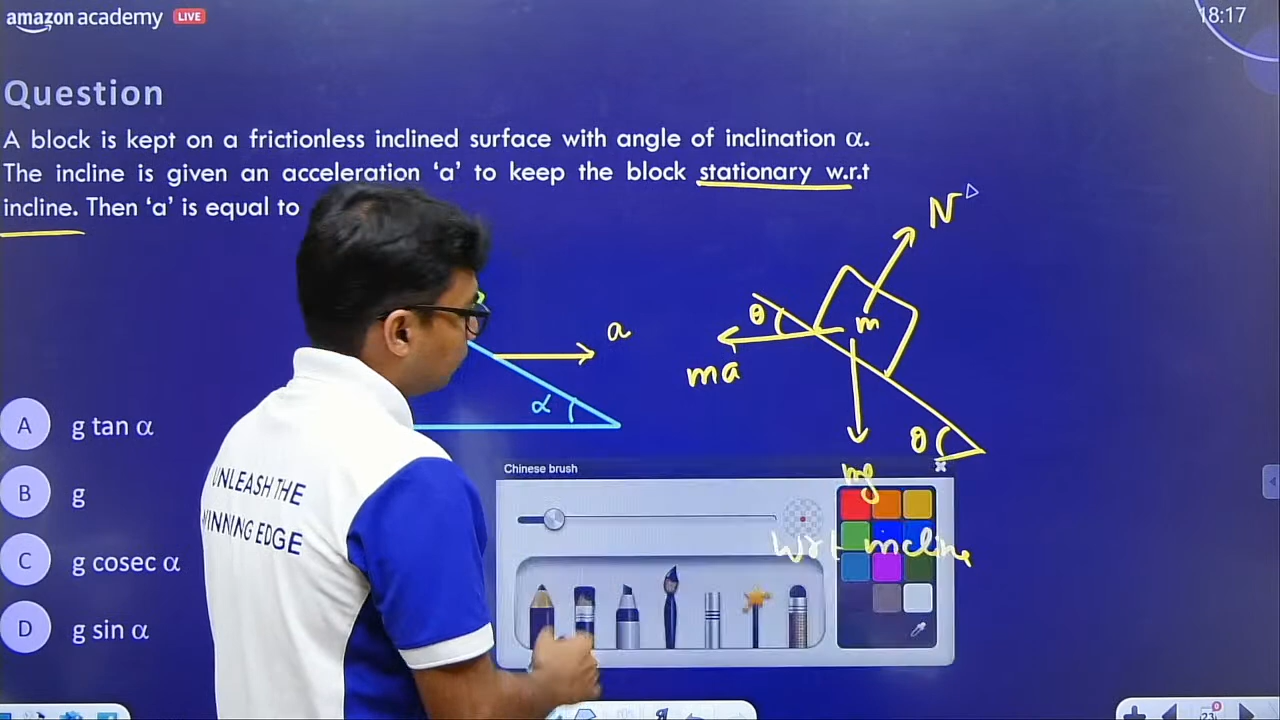 amazon academy LIVE
18:17
Question
A block is kept on a frictionless inclined surface with angle of inclination α.
The incline is given an acceleration ‘a’ to keep the block stationary w.r.t
incline. Then ‘a’ is equal to
N
a
θ
m
ma
α
θ
mg
A g tan α
B g
C g cosec α
D g sin α
Chinese brush
wrt incline
UNLEASH THE
WINNING EDGE
23